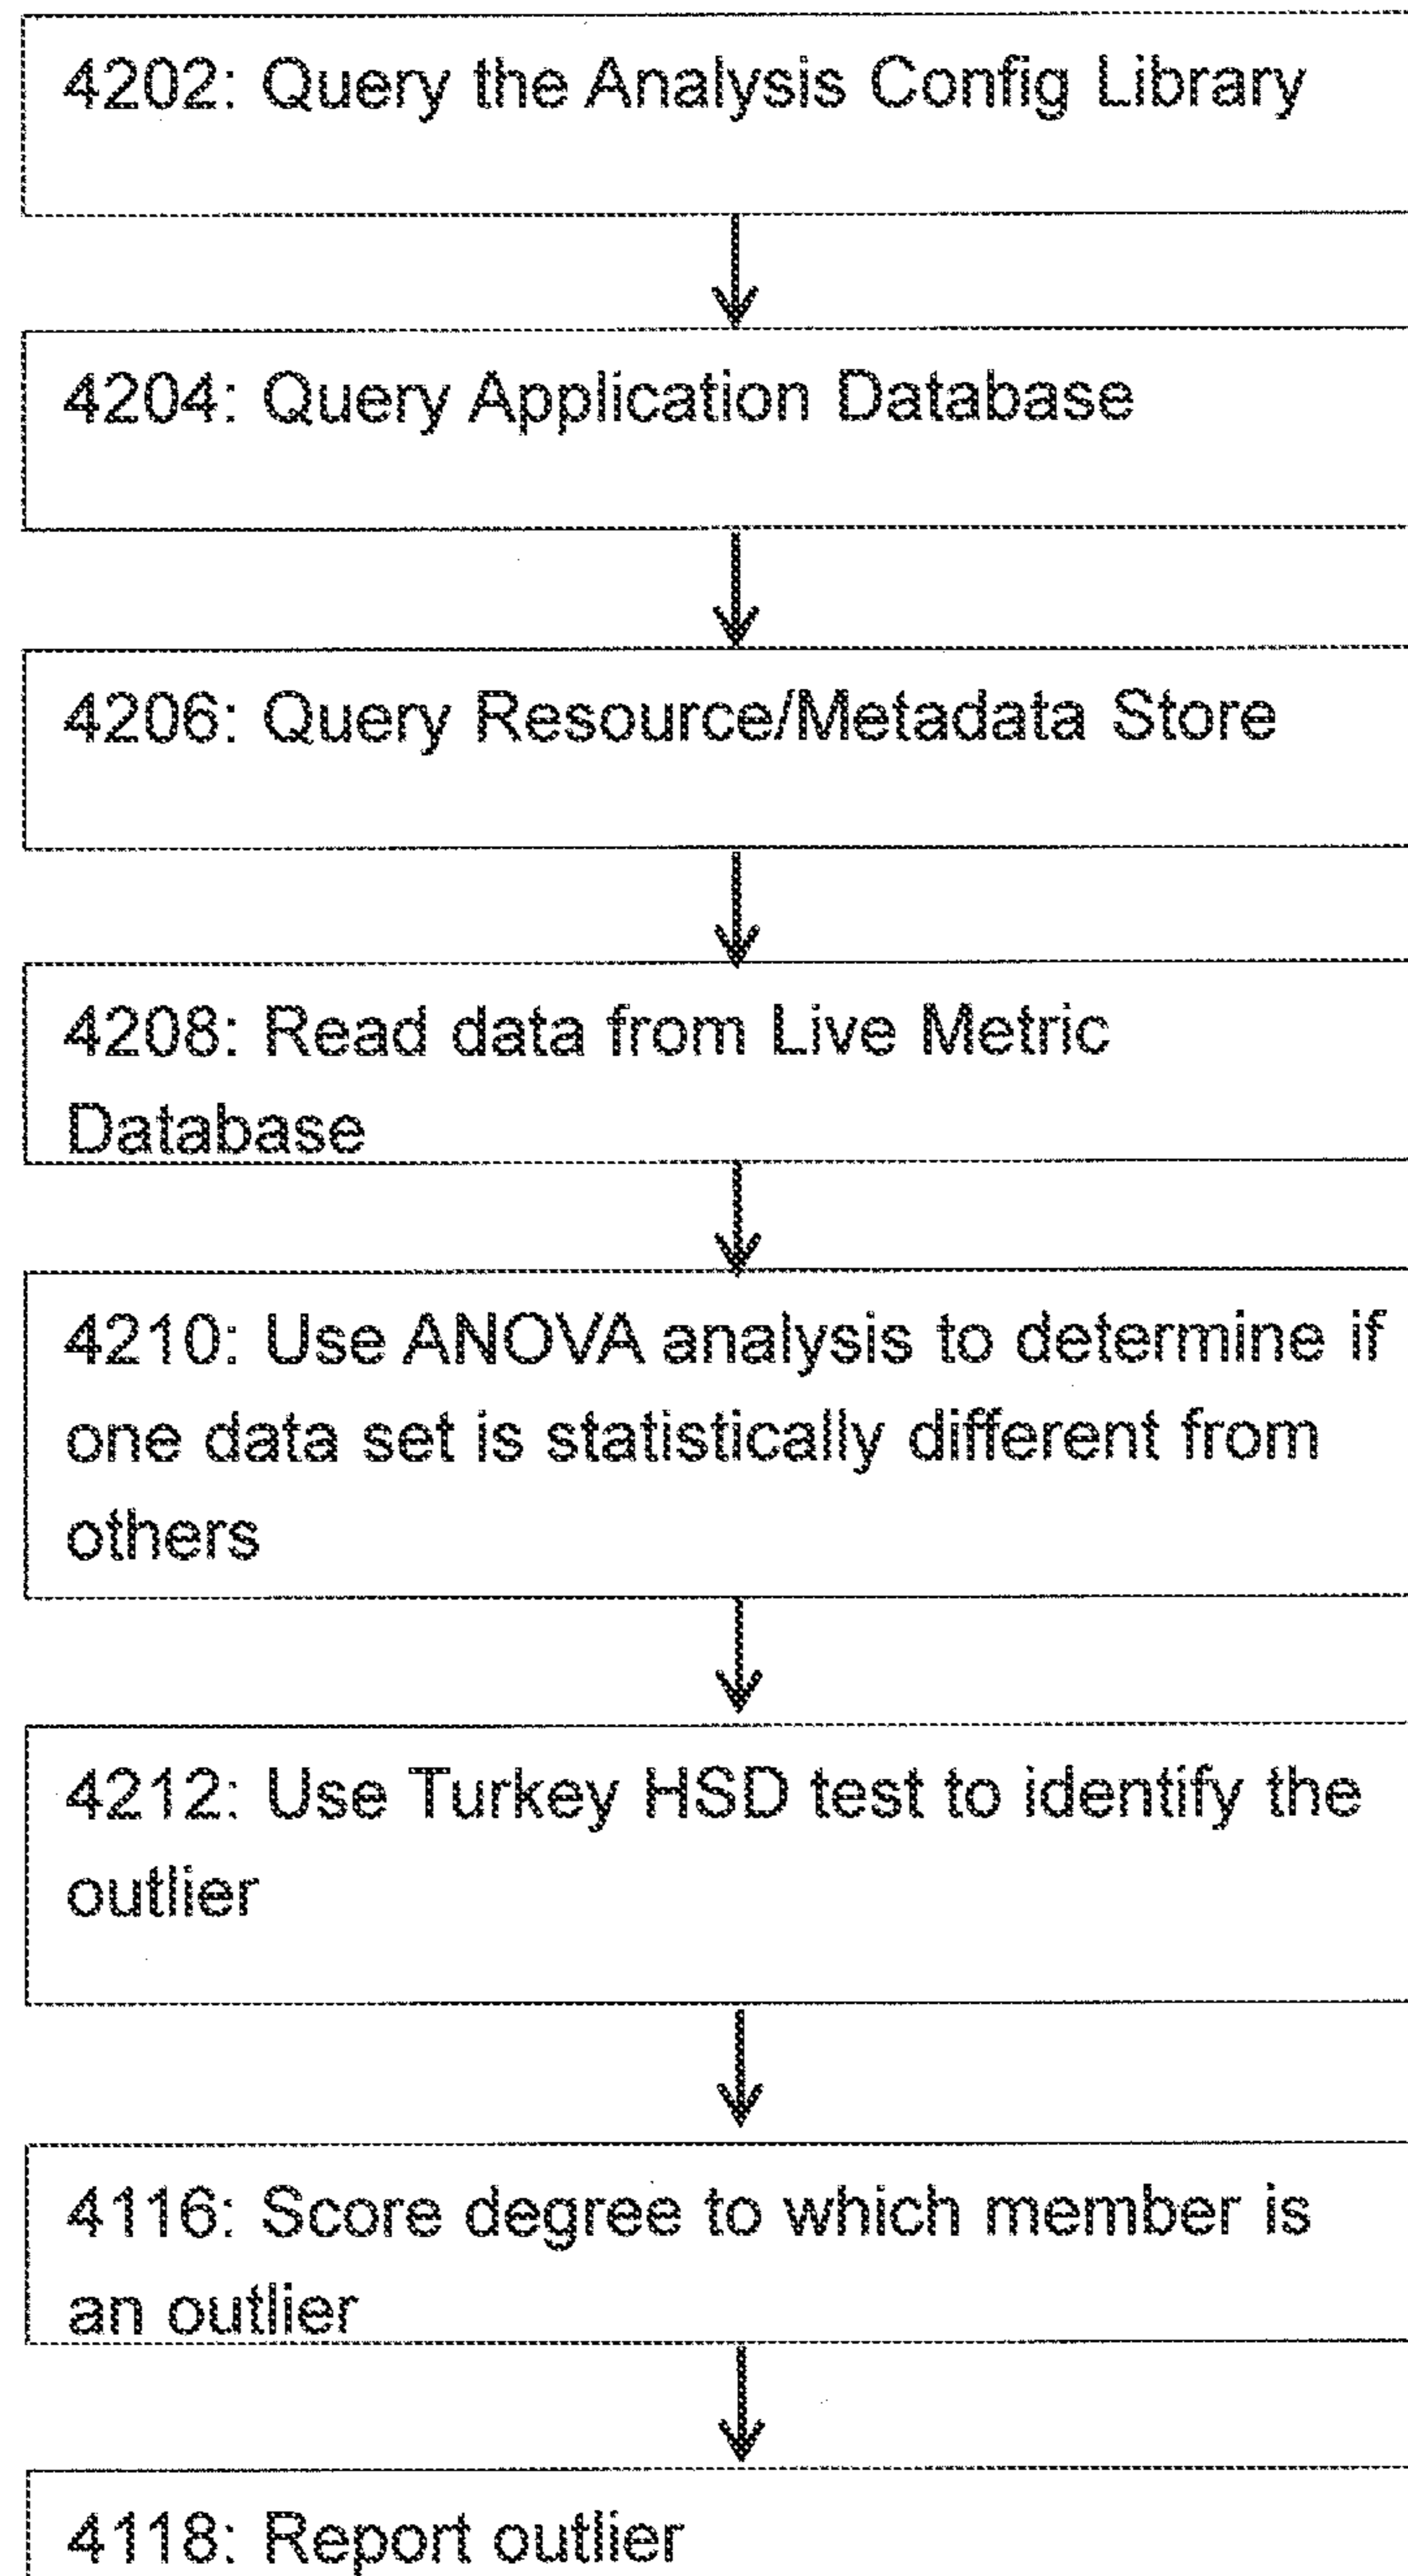 4202: Query the Analysis Config Library
4204: Query Application Database
4206: Query Resource/Metadata Store
4208: Read data from Live Metric
Database
4210: Use ANOVA analysis to determine if
one data set is statistically different from
others
4212: Use Turkey HSD test to identify the
outlier
4116: Score degree to which member is
an outlier
4118: Report outlier